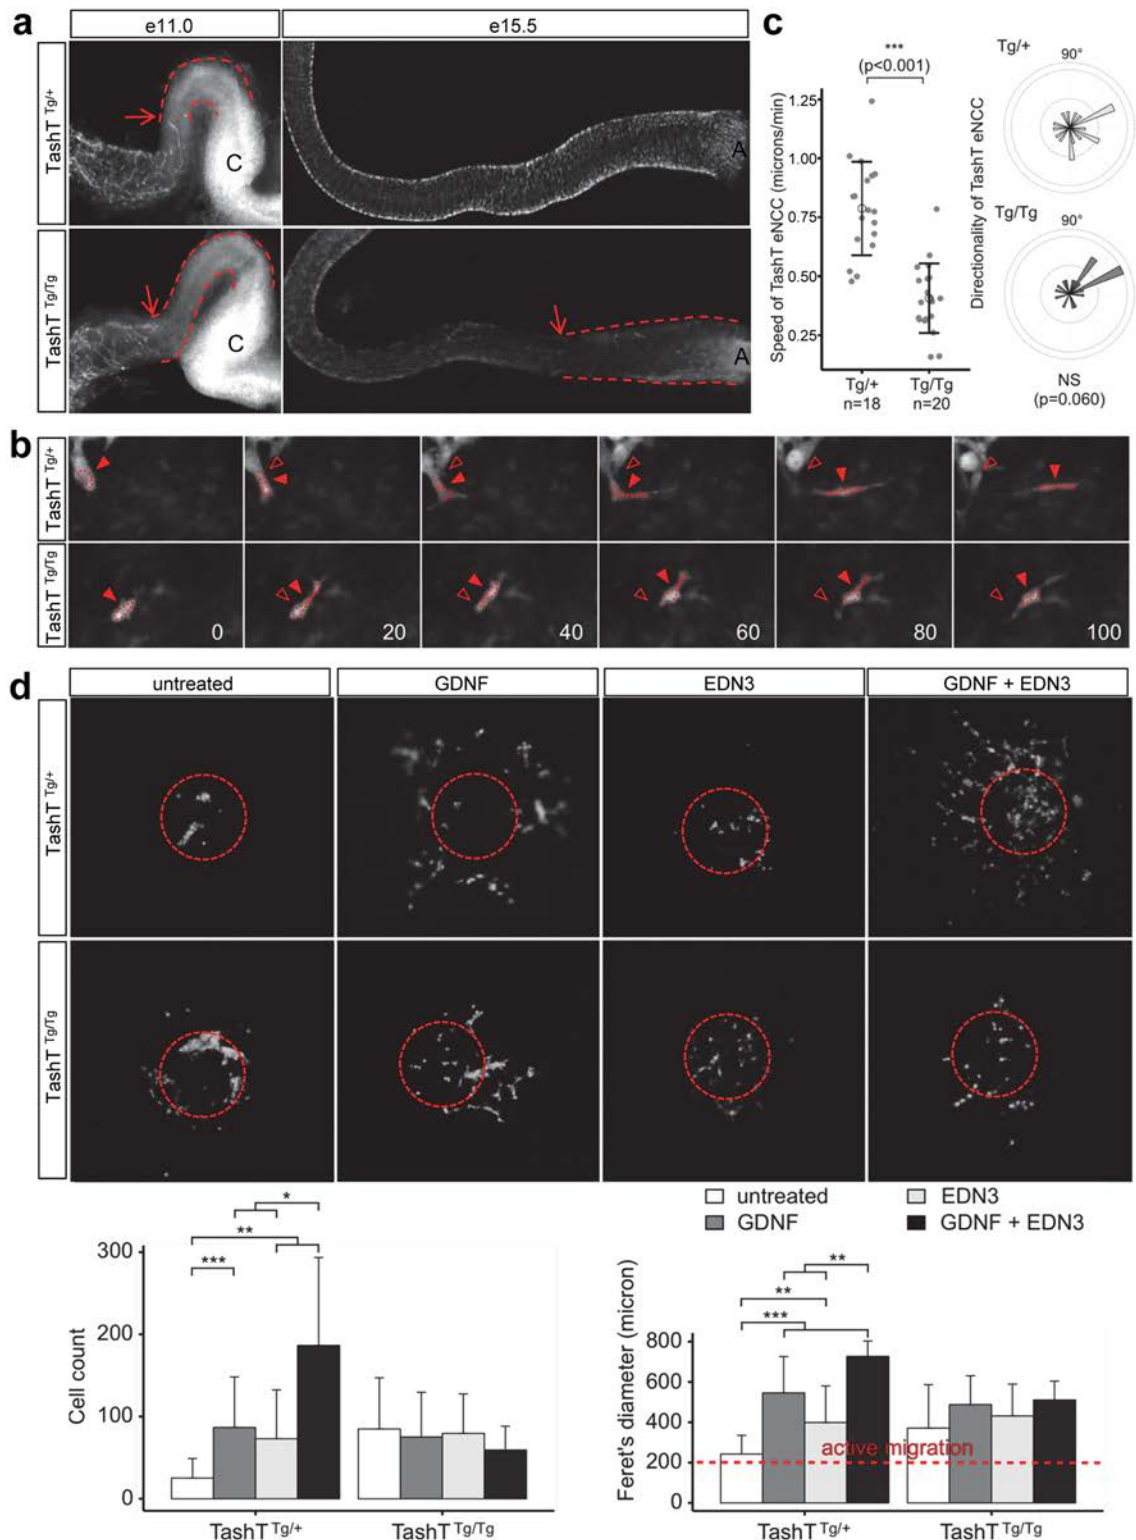 a
e11.0
e15.5
TashT Tg/+
C
A
TashT Tg/Tg
C
A
c
***
(p<0.001)
Speed of TashT eNCC (microns/min)
1.25
1.00
0.75
0.50
0.25
Tg/+
n=18
Tg/Tg
n=20
Directionality of TashT eNCC
Tg/+
90°
Tg/Tg
90°
NS
(p=0.060)
b
TashT Tg/+
TashT Tg/Tg
0
20
40
60
80
100
d
untreated
GDNF
EDN3
GDNF + EDN3
TashT Tg/+
TashT Tg/Tg
untreated
EDN3
GDNF
GDNF + EDN3
Cell count
300
200
100
0
*
**
***
TashT Tg/+
TashT Tg/Tg
Feret's diameter (micron)
800
600
400
200
0
**
**
***
active migration
TashT Tg/+
TashT Tg/Tg